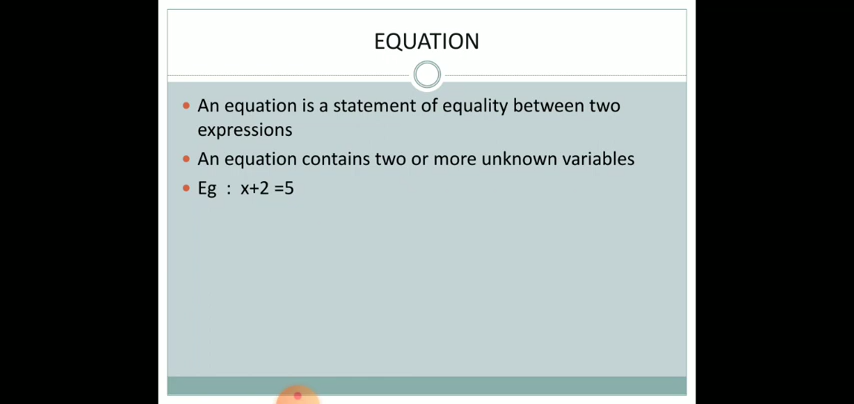 EQUATION
An equation is a statement of equality between two
expressions
An equation contains two or more unknown variables
Eg : x+2 =5